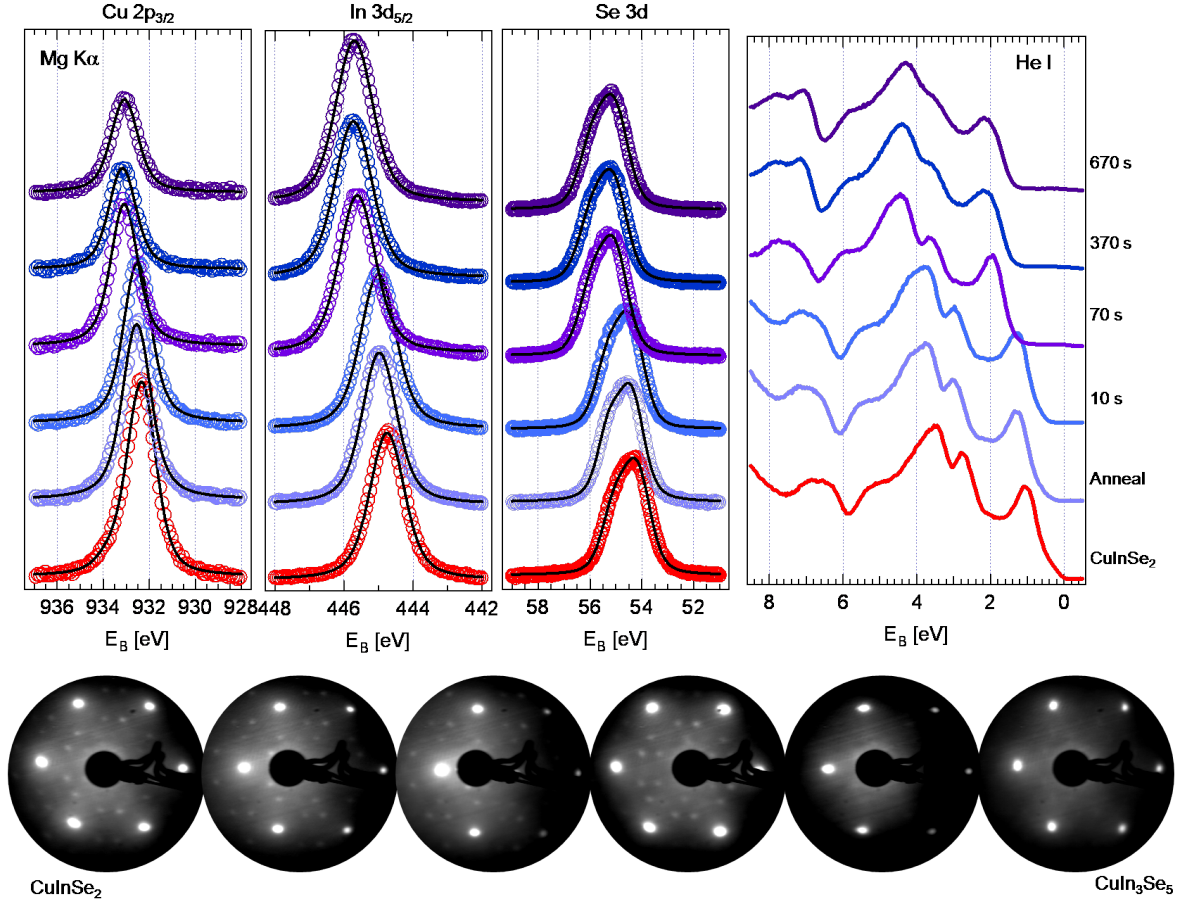 Cu 2p3/2
In 3d5/2
Se 3d
Mg Kα
He I
670 s
370 s
70 s
10 s
Anneal
CuInSe2
936 934 932 930 928
448 446 444 442
58 56 54 52
8 6 4 2 0
EB [eV]
EB [eV]
EB [eV]
EB [eV]
CuInSe2
CuIn3Se5